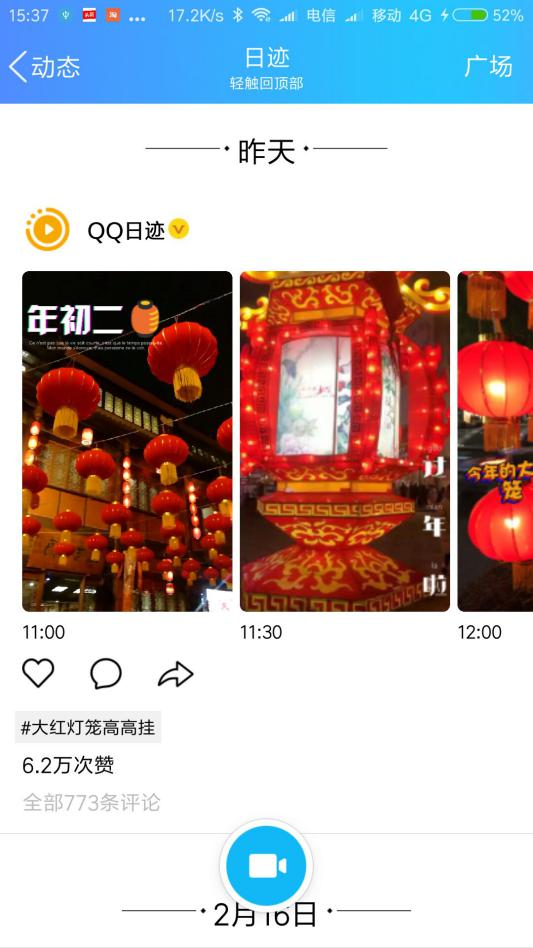 15:37
17.2K/s 电信 移动 4G 52%
动态
日迹
广场
轻触回顶部
昨天
QQ日迹
年初二
过
年
啦
今年的大
笼
11:00
11:30
12:00
#大红灯笼高高挂
6.2万次赞
全部773条评论
2月16日